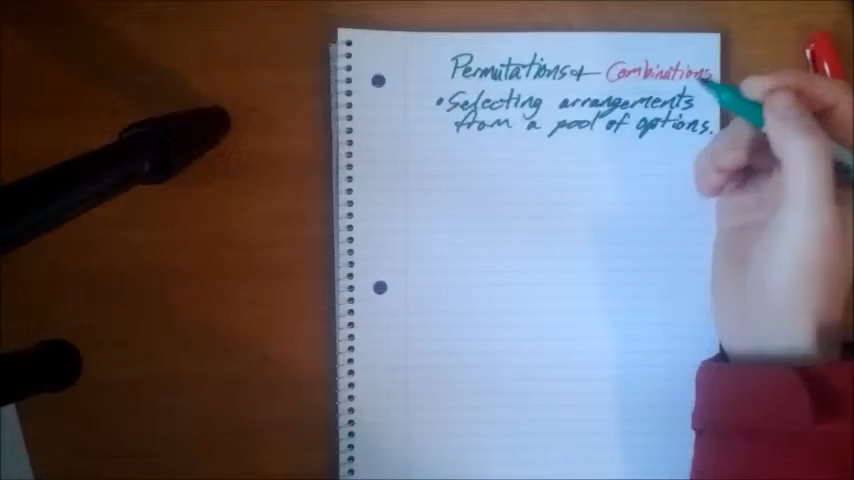 Permutations + Combinations
• Selecting arrangements
from a pool of options.